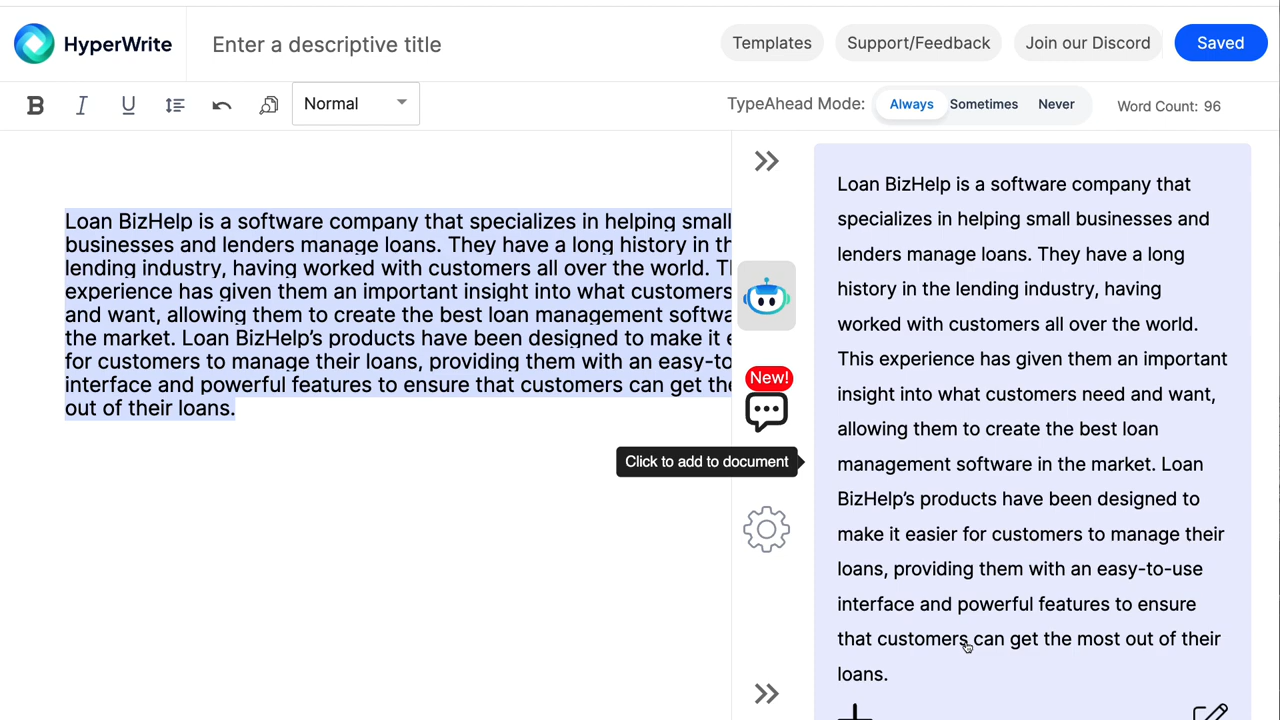 HyperWrite
Enter a descriptive title
Templates
Support/Feedback
Join our Discord
Saved
Normal
TypeAhead Mode:
Always
Sometimes
Never
Word Count: 96
Loan BizHelp is a software company that specializes in helping small
businesses and lenders manage loans. They have a long history in
lending industry, having worked with customers all over the world.
experience has given them an important insight into what customers
and want, allowing them to create the best loan management
the market. Loan BizHelp’s products have been designed to make it
for customers to manage their loans, providing them with an
interface and powerful features to ensure that customers can get
out of their loans.
New!
Click to add to document
Loan BizHelp is a software company that
specializes in helping small businesses and
lenders manage loans. They have a long
history in the lending industry, having
worked with customers all over the world.
This experience has given them an important
insight into what customers need and want,
allowing them to create the best loan
management software in the market. Loan
BizHelp’s products have been designed to
make it easier for customers to manage their
loans, providing them with an easy-to-use
interface and powerful features to ensure
that customers can get the most out of their
loans.